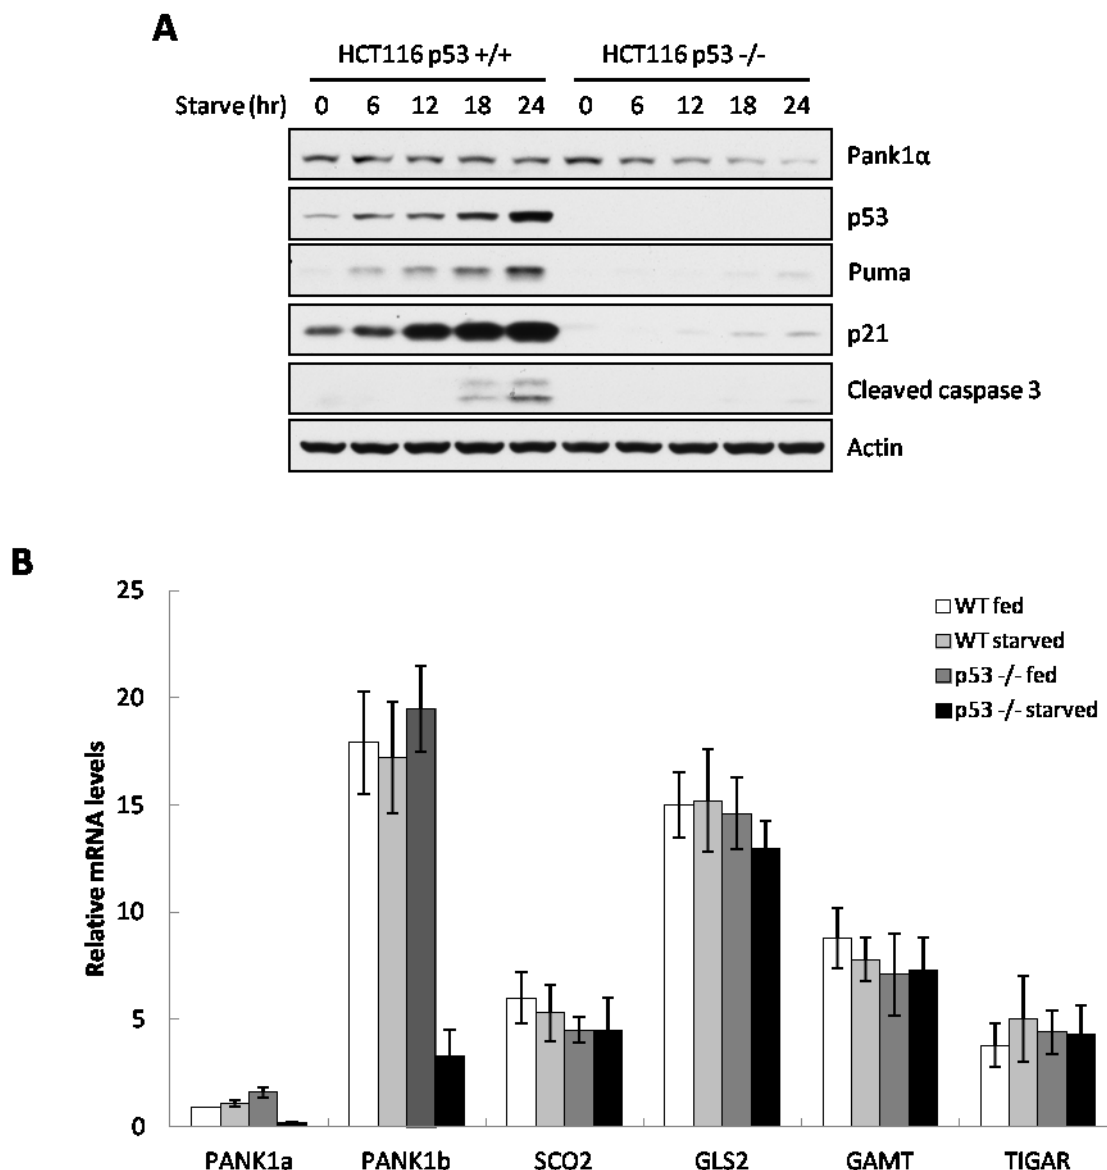 A
HCT116 p53 +/+ HCT116 p53 -/-
Starve (hr) 0 6 12 18 24 0 6 12 18 24
Pank1α
p53
Puma
p21
Cleaved caspase 3
Actin
B
Relative mRNA levels
25
20
15
10
5
0
WT fed
WT starved
p53 -/- fed
p53 -/- starved
PANK1a PANK1b SCO2 GLS2 GAMT TIGAR